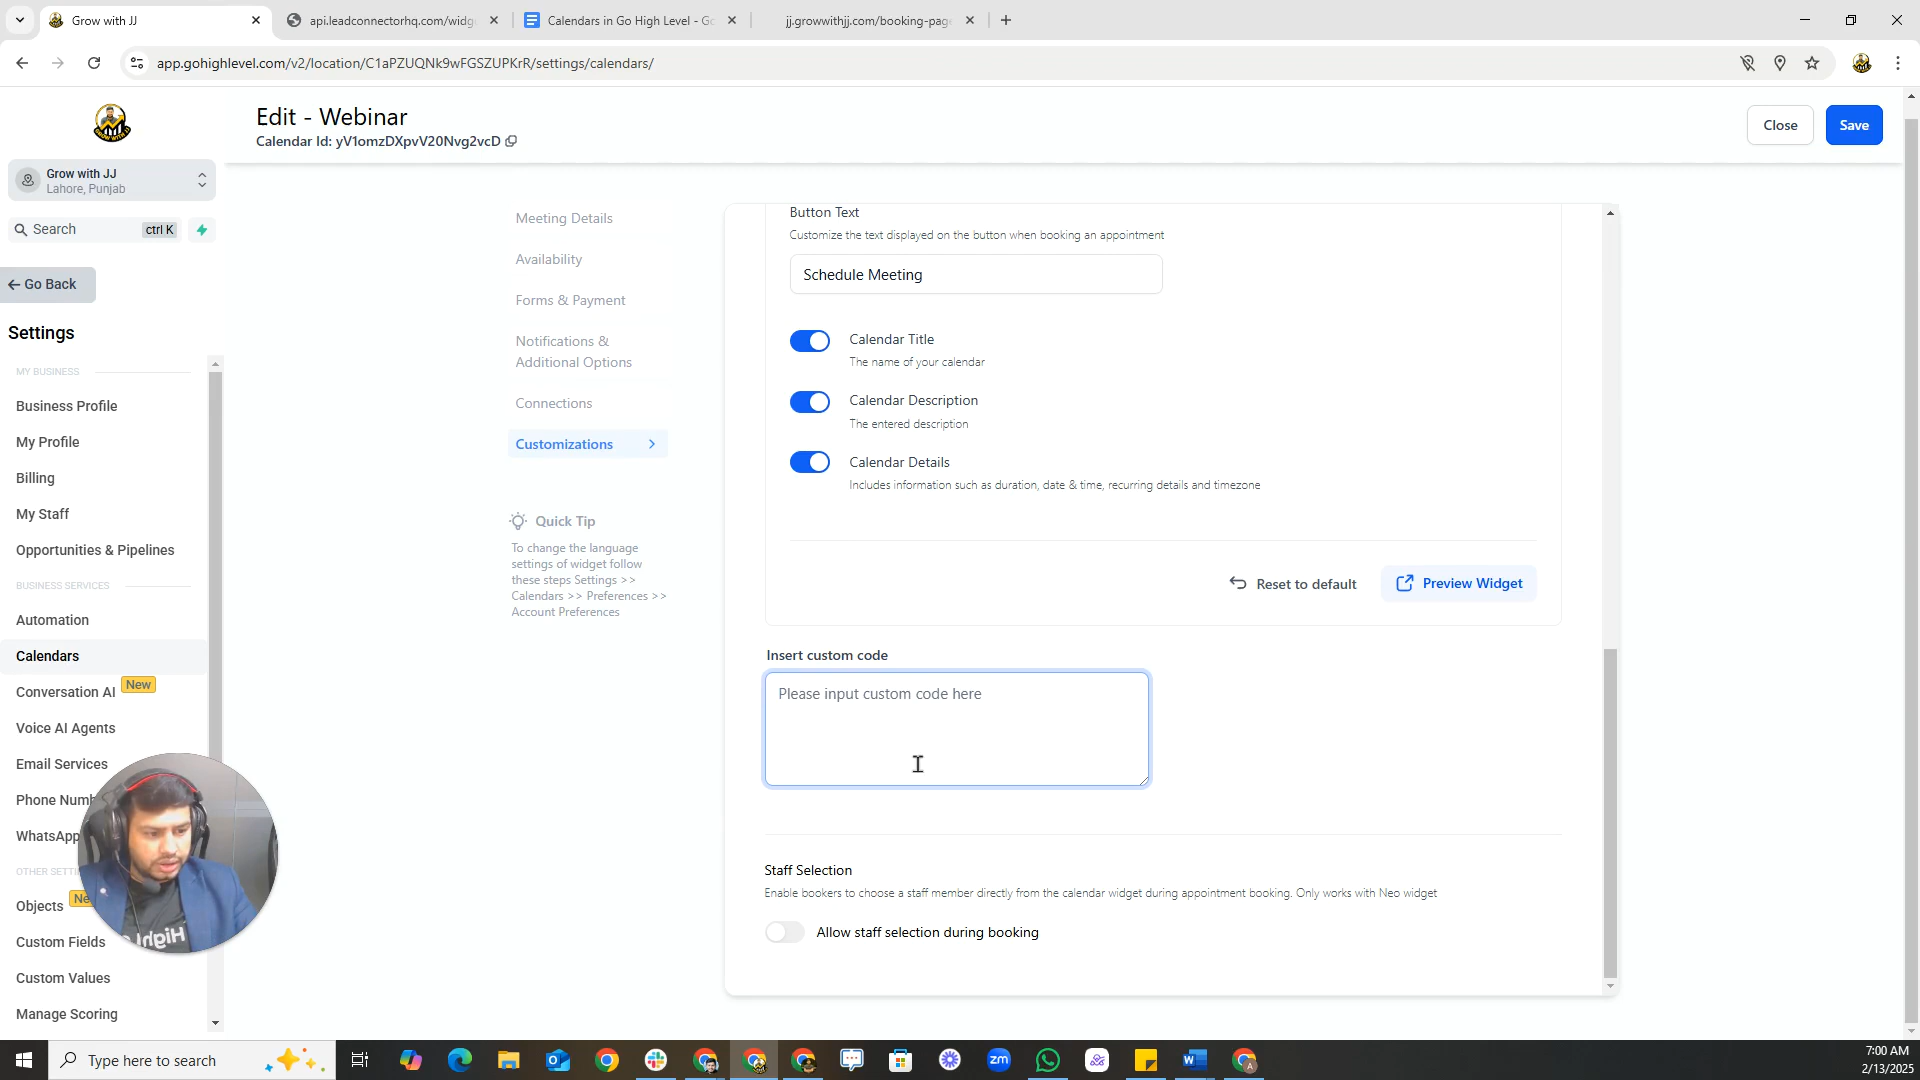 Grow with JJ
api.leadconnectorhq.com/widg
Calendars in Go High Level - Go
jj.growwithjj.com/booking-page
app.gohighlevel.com/v2/location/C1aPZUQNk9wFGSZUPKrR/settings/calendars/
Edit - Webinar
Calendar Id: yV1omzDXpvV20Nvg2vcD
Close
Save
Grow with JJ
Lahore, Punjab
Search
ctrl K
Go Back
Settings
MY BUSINESS
Business Profile
My Profile
Billing
My Staff
Opportunities & Pipelines
BUSINESS SERVICES
Automation
Calendars
Conversation AI
New
Voice AI Agents
Email Services
Phone Numb
WhatsApp
OTHER SETTI
Objects
Ne
Custom Fields
Custom Values
Manage Scoring
Meeting Details
Availability
Forms & Payment
Notifications &
Additional Options
Connections
Customizations
Quick Tip
To change the language
settings of widget follow
these steps Settings >>
Calendars >> Preferences >>
Account Preferences
Button Text
Customize the text displayed on the button when booking an appointment
Schedule Meeting
Calendar Title
The name of your calendar
Calendar Description
The entered description
Calendar Details
Includes information such as duration, date & time, recurring details and timezone
Reset to default
Preview Widget
Insert custom code
Please input custom code here
Staff Selection
Enable bookers to choose a staff member directly from the calendar widget during appointment booking. Only works with Neo widget
Allow staff selection during booking
Type here to search
zm
7:00 AM
2/13/2025